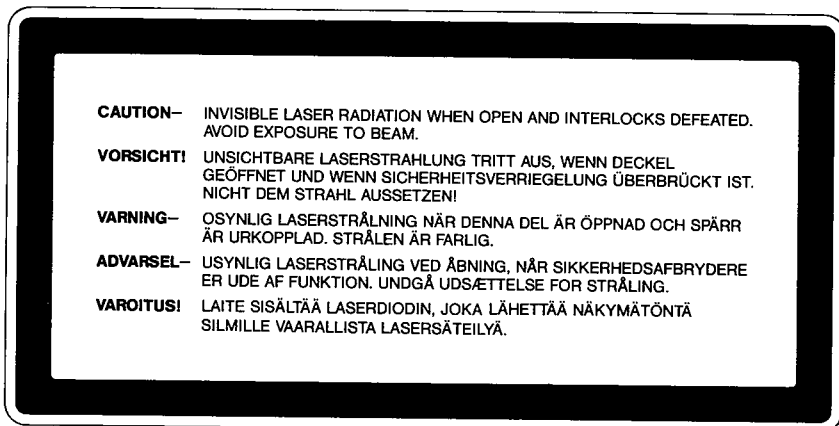 CAUTION– INVISIBLE LASER RADIATION WHEN OPEN AND INTERLOCKS DEFEATED.
AVOID EXPOSURE TO BEAM.
VORSICHT! UNSICHTBARE LASERSTRAHLUNG TRITT AUS, WENN DECKEL
GEÖFFNET UND WENN SICHERHEITSVERRIEGELUNG ÜBERBRÜCKT IST.
NICHT DEM STRAHL AUSSETZEN!
VARNING– OSYNLIG LASERSTRÅLNING NÄR DENNA DEL ÄR ÖPPNAD OCH SPÄRR
ÄR URKOPPLAD. STRÅLEN ÄR FARLIG.
ADVARSEL– USYNLIG LASERSTRÅLING VED ÅBNING, NÅR SIKKERHEDSAFBRYDERE
ER UDE AF FUNKTION. UNDGÅ UDSÆTTELSE FOR STRÅLING.
VAROITUS! LAITE SISÄLTÄÄ LASERDIODIN, JOKA LÄHETTÄÄ NÄKYMÄTÖNTÄ
SILMILLE VAARALLISTA LASERSÄTEILYÄ.